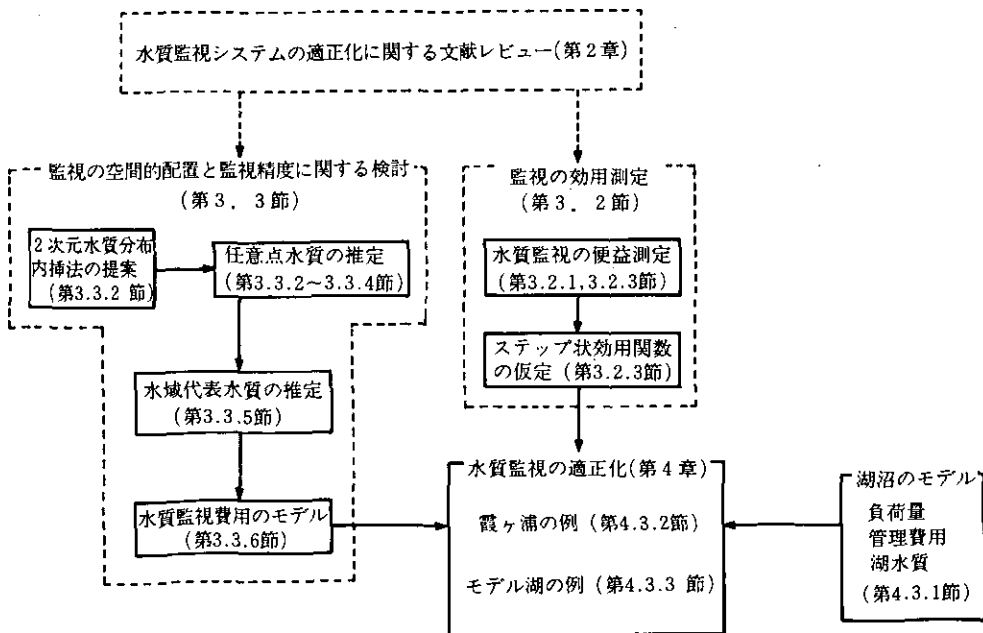 水質監視システムの適正化に関する文献レビュー(第2章)
監視の空間的配置と監視精度に関する検討
(第3．3節)
2次元水質分布
内挿法の提案
(第3.3.2 節)
任意点水質の推定
(第3.3.2～3.3.4節)
水域代表水質の推定
(第3.3.5節)
水質監視費用のモデル
(第3.3.6節)
監視の効用測定
(第3．2節)
水質監視の便益測定
(第3.2.1,3.2.3節)
ステップ状効用関数
の仮定 (第3.2.3節)
水質監視の適正化(第4章)
霞ヶ浦の例 (第4.3.2節)
モデル湖の例 (第4.3.3 節)
湖沼のモデル
負荷量
管理費用
湖水質
(第4.3.1節)